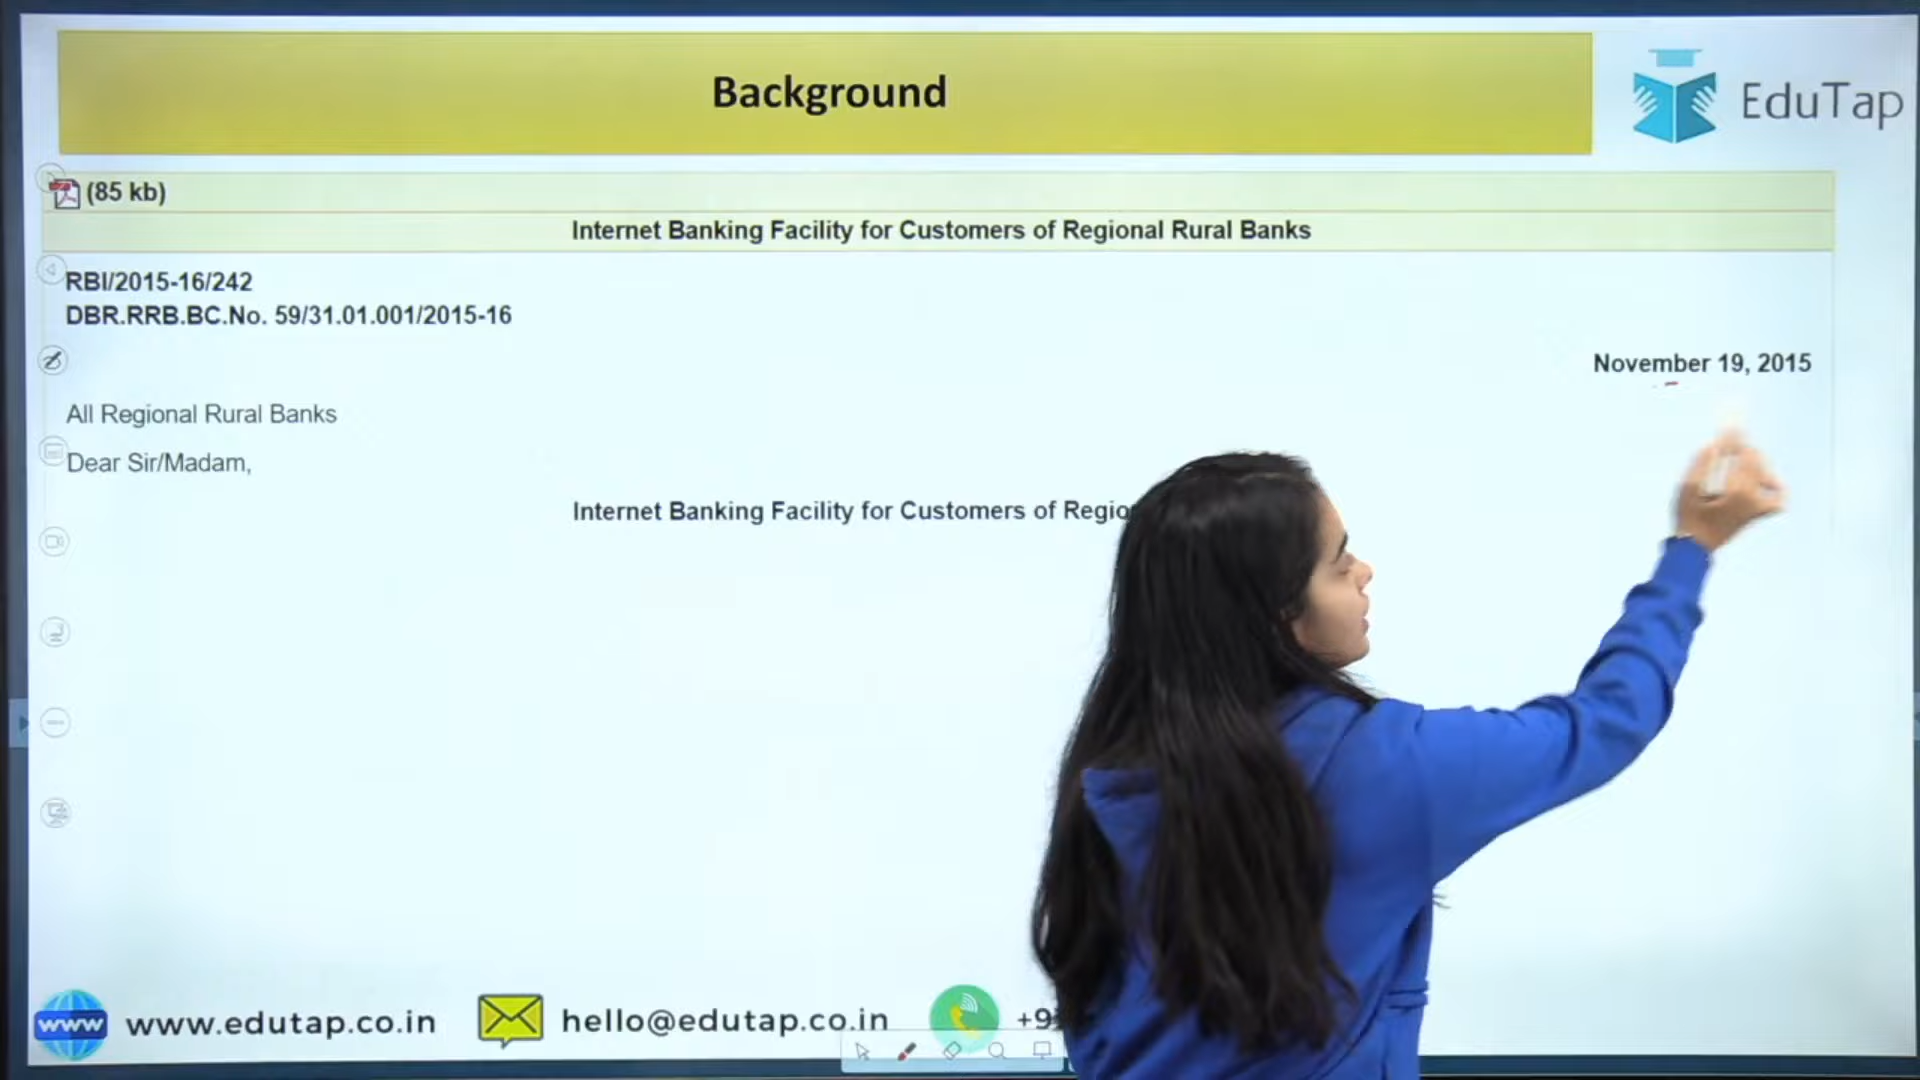 Background
EduTap
(85 kb)
Internet Banking Facility for Customers of Regional Rural Banks
RBI/2015-16/242
DBR.RRB.BC.No. 59/31.01.001/2015-16
November 19, 2015
All Regional Rural Banks
Dear Sir/Madam,
Internet Banking Facility for Customers of Regio
www www.edutap.co.in hello@edutap.co.in +9